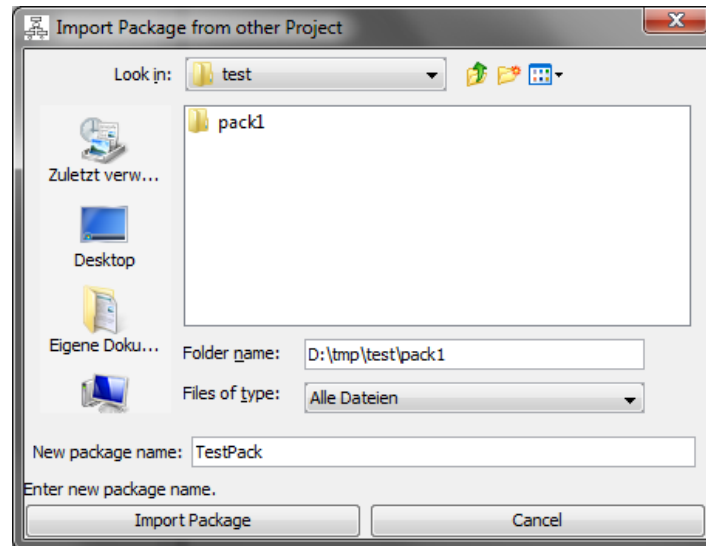 Import Package from other Project
Look in: test
pack1
Zuletzt verw...
Desktop
Eigene Doku...
Folder name: D:\tmp\test\pack1
Files of type: Alle Dateien
New package name: TestPack
Enter new package name.
Import Package Cancel